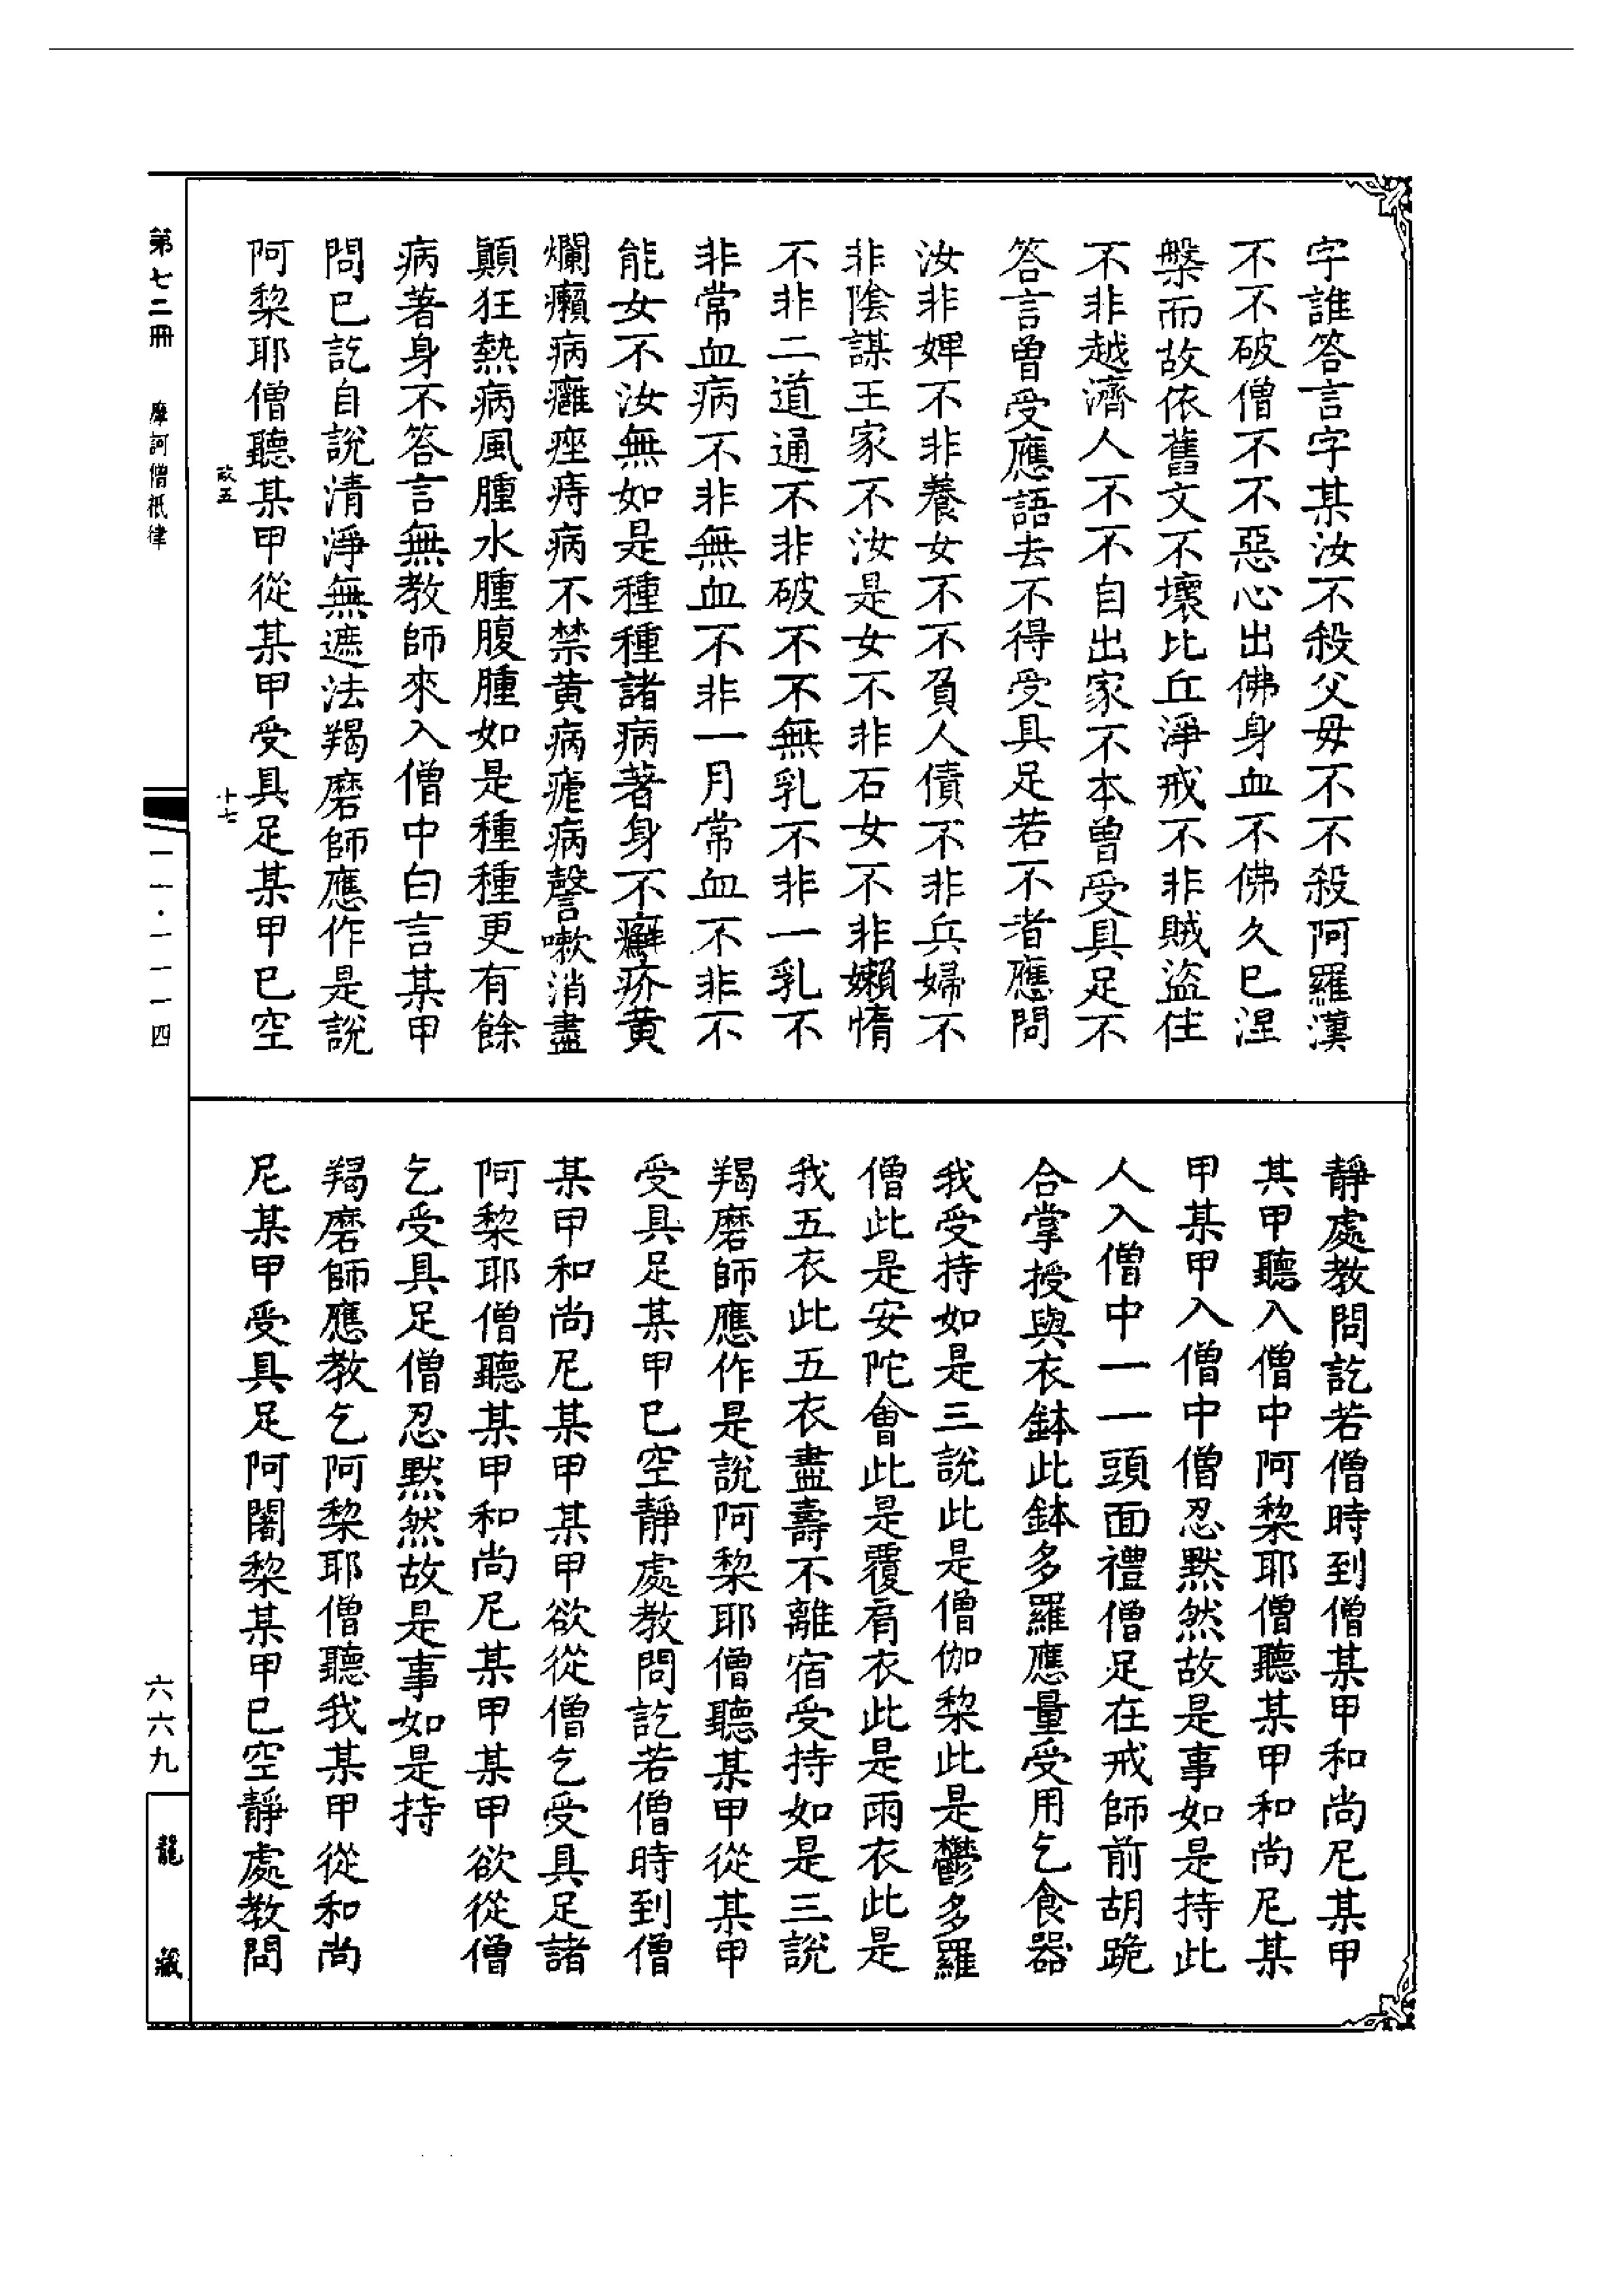 字誰答言字某汝不殺父母不不殺阿羅漢
不不破僧不不惡心出佛身血不佛久已涅
槃而故依舊文不壞比丘淨戒不非賊盜住
不非越濟人不不自出家不本曾受具足不
答言曾受應語去不得受具足若不者應問
汝非婢不非養女不不負人債不非兵婦不
非陰謀王家不汝是女不非石女不非嬾惰
不非二道通不非破不不無乳不非一乳不
非常血病不非無血不非一月常血不非不
能女不汝無如是種種諸病著身不癬疥黃
爛癩病癰痤痔病不禁黃病瘧病謦嗽消盡
顛狂熱病風腫水腫腹腫如是種種更有餘
病著身不答言無教師來入僧中白言某甲
問已訖自說清淨無遮法羯磨師應作是說
阿棃耶僧聽某甲從某甲受具足某甲已空
靜處教問訖若僧時到僧某甲和尚尼某甲
某甲聽入僧中阿棃耶僧聽某甲和尚尼某
甲某甲入僧中僧忍默然故是事如是持此
人入僧中一一頭面禮僧足在戒師前胡跪
合掌授與衣鉢此鉢多羅應量受用乞食器
我受持如是三說此是僧伽棃此是鬱多羅
僧此是安陀會此是覆肩衣此是雨衣此是
我五衣此五衣盡壽不離宿受持如是三說
羯磨師應作是說阿棃耶僧聽某甲從某甲
受具足某甲已空靜處教問訖若僧時到僧
某甲和尚尼某甲某甲欲從僧乞受具足諸
阿棃耶僧聽某甲和尚尼某甲某甲欲從僧
乞受具足僧忍默然故是事如是持
羯磨師應教乞阿棃耶僧聽我某甲從和尚
尼某甲受具足阿闍棃某甲已空靜處教問
政五
十七
第七二冊
摩訶僧祇律
一一·一一一四
六六九
龍藏